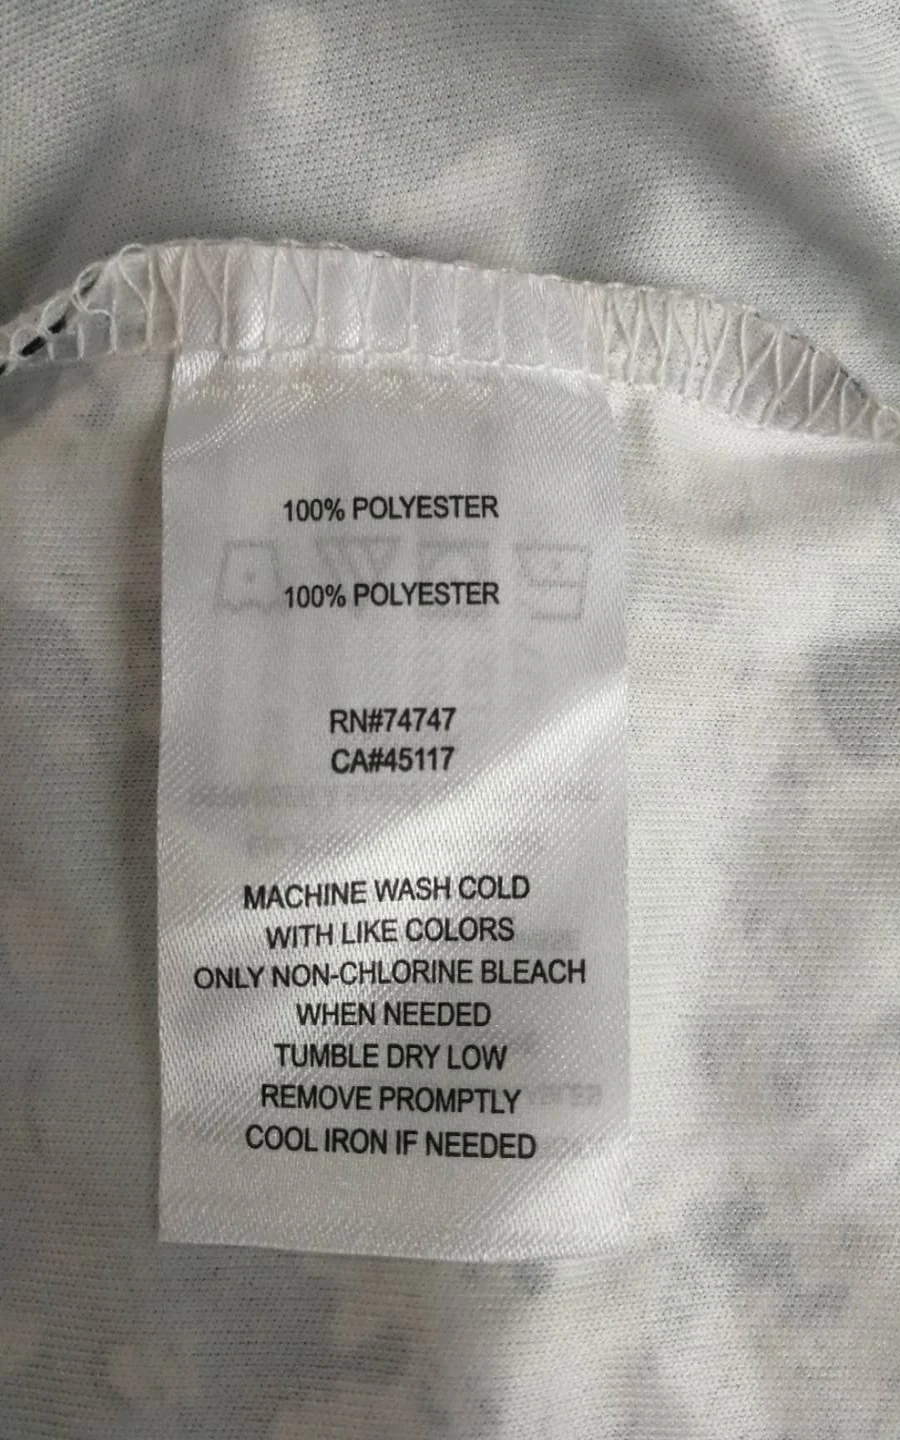 100% POLYESTER
100% POLYESTER
RN#74747
CA#45117
MACHINE WASH COLD
WITH LIKE COLORS
ONLY NON-CHLORINE BLEACH
WHEN NEEDED
TUMBLE DRY LOW
REMOVE PROMPTLY
COOL IRON IF NEEDED